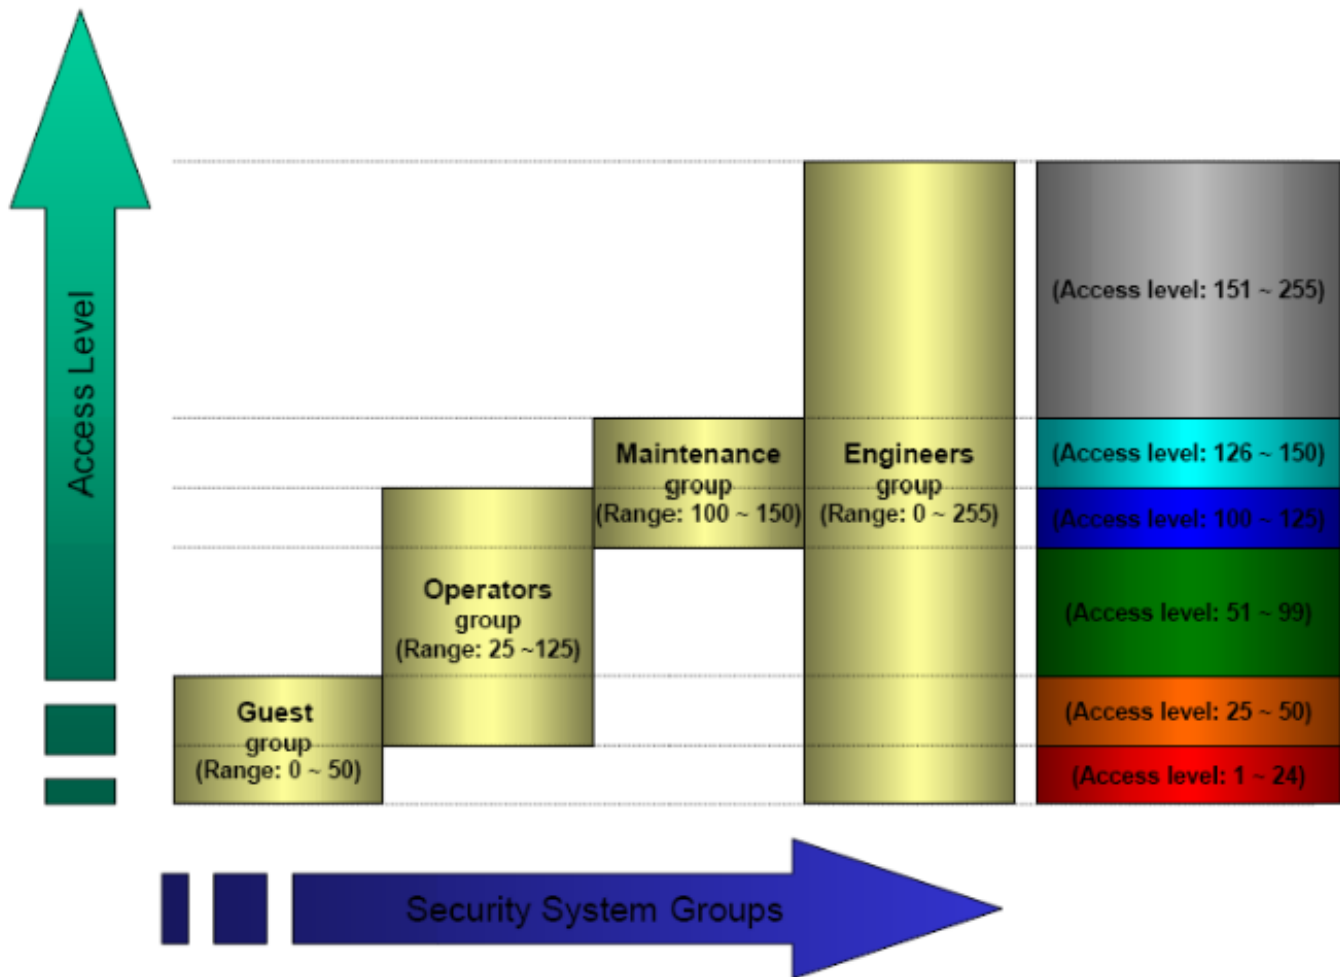 Access Level
(Access level: 151 ~ 255)
Maintenance
group
(Range: 100 ~ 150)
Engineers
group
(Range: 0 ~ 255)
(Access level: 126 ~ 150)
(Access level: 100 ~ 125)
Operators
group
(Range: 25 ~125)
(Access level: 51 ~ 99)
Guest
group
(Range: 0 ~ 50)
(Access level: 25 ~ 50)
(Access level: 1 ~ 24)
Security System Groups